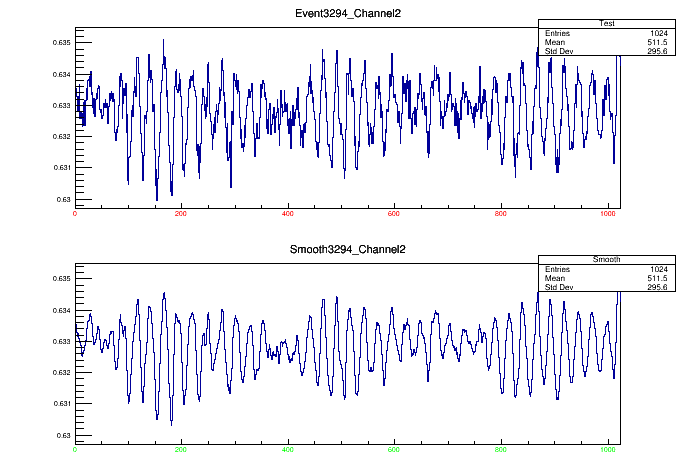 Event3294_Channel2
Test
Entries 1024
Mean 511.5
Std Dev 295.6
0.635
0.634
0.633
0.632
0.631
0.63
0 200 400 600 800 1000
Smooth3294_Channel2
Smooth
Entries 1024
Mean 511.5
Std Dev 295.6
0.635
0.634
0.633
0.632
0.631
0.63
0 200 400 600 800 1000